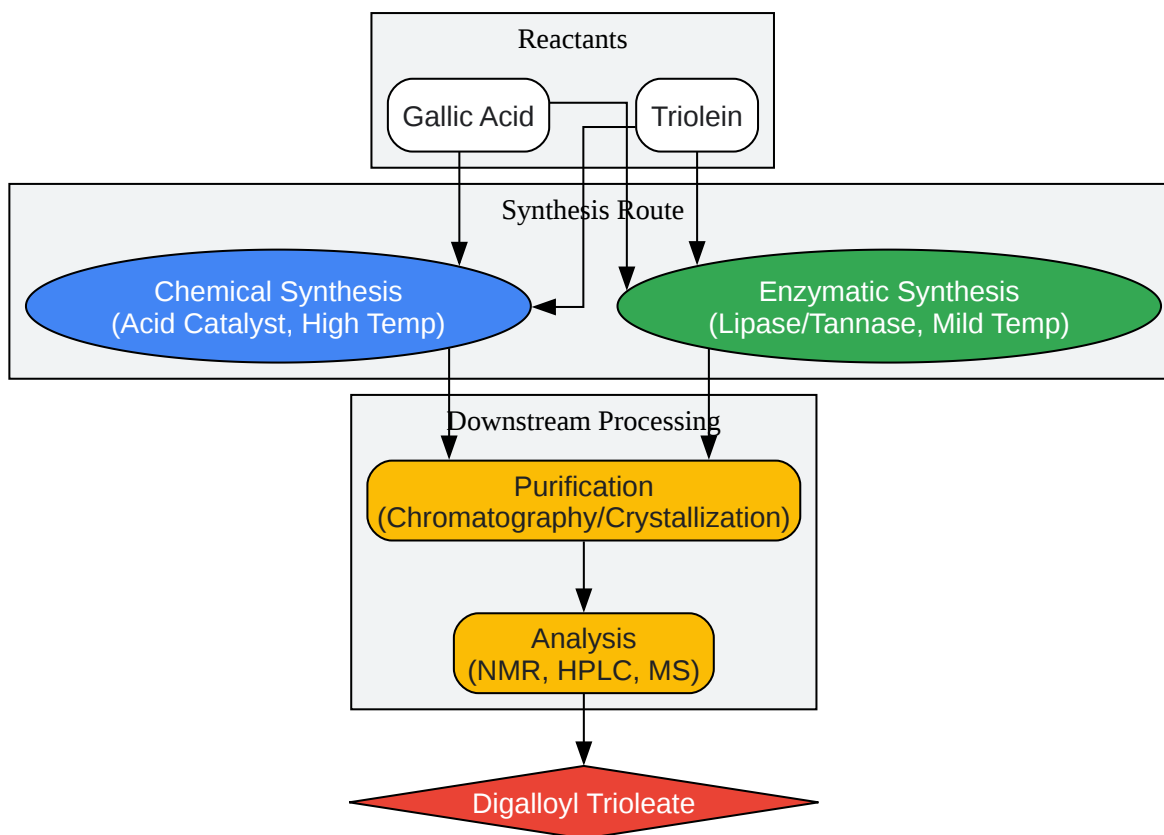 Reactants
Gallic Acid
Triolein
Synthesis Route
Chemical Synthesis
(Acid Catalyst, High Temp)
Enzymatic Synthesis
(Lipase/Tannase, Mild Temp)
Downstream Processing
Purification
(Chromatography/Crystallization)
Analysis
(NMR, HPLC, MS)
Digalloyl Trioleate